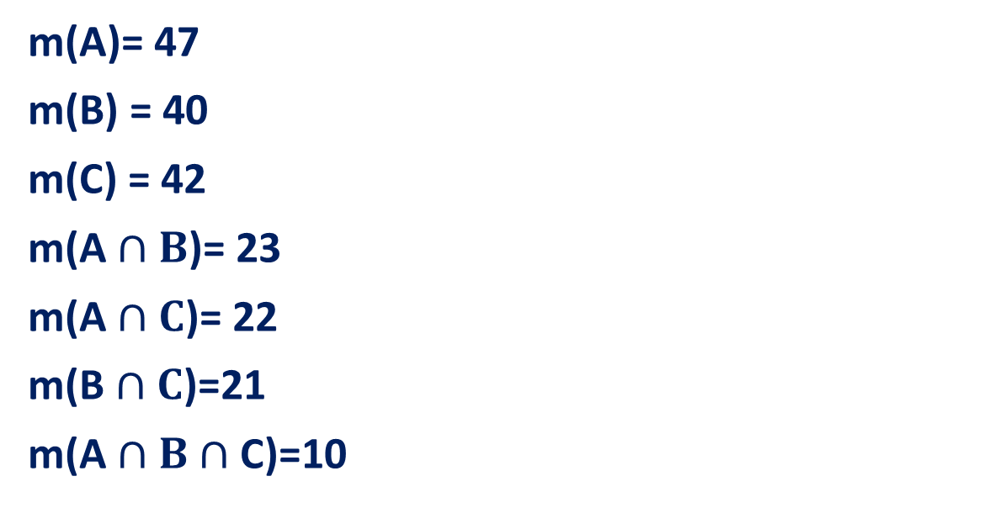 m(A)= 47
m(B) = 40
m(C) = 42
m(A ∩ B)= 23
m(A ∩ C)= 22
m(B ∩ C)=21
m(A ∩ B ∩ C)=10